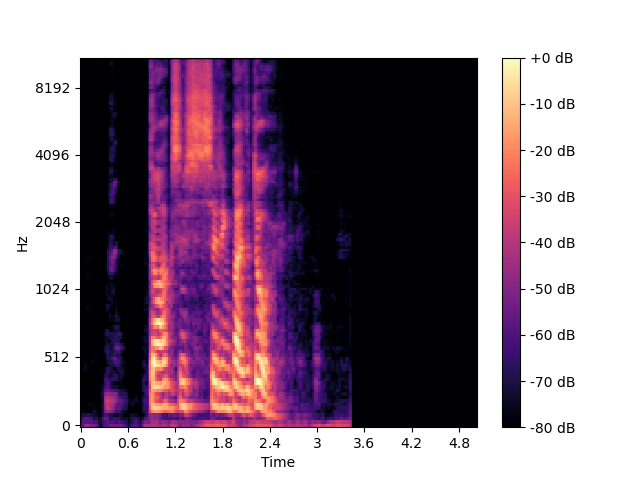 8192
4096
2048
1024
512
0
Hz
0 0.6 1.2 1.8 2.4 3 3.6 4.2 4.8
Time
+0 dB
-10 dB
-20 dB
-30 dB
-40 dB
-50 dB
-60 dB
-70 dB
-80 dB